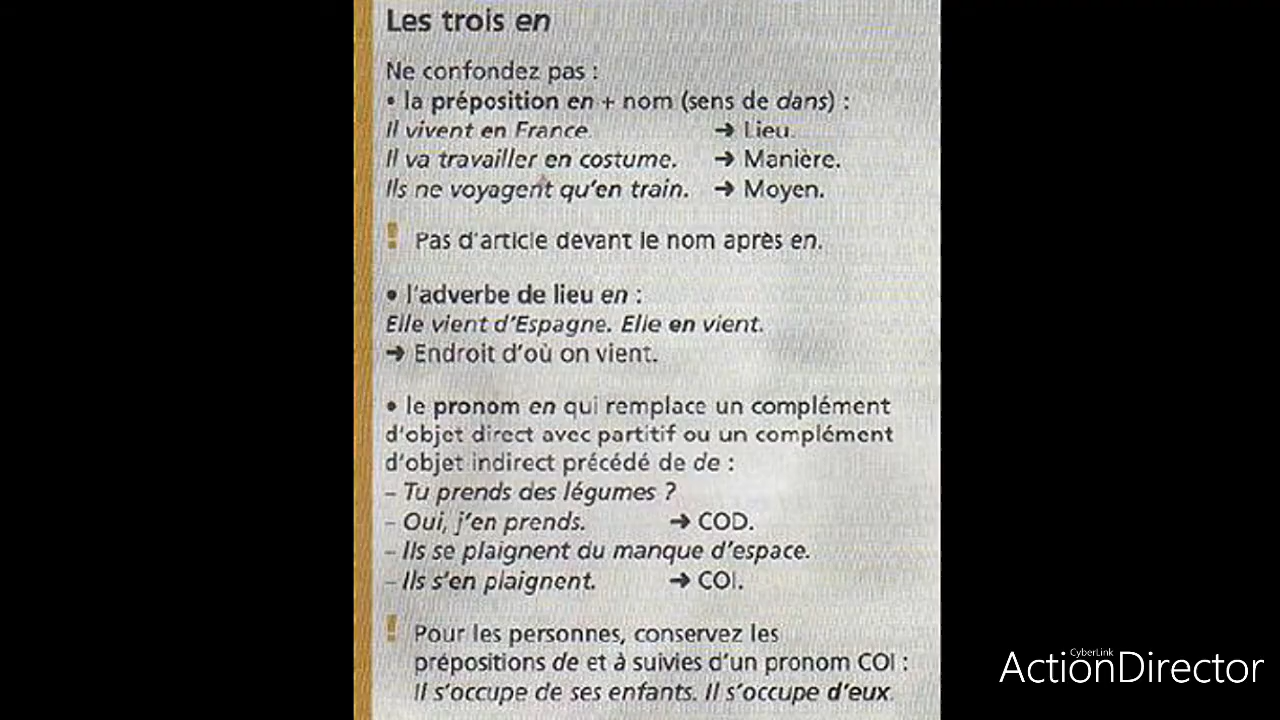 Les trois en
Ne confondez pas :
• la préposition en + nom (sens de dans) :
Il vivent en France. → Lieu.
Il va travailler en costume. → Manière.
Ils ne voyagent qu'en train. → Moyen.
! Pas d'article devant le nom après en.
• l'adverbe de lieu en :
Elle vient d'Espagne. Elle en vient.
→ Endroit d'où on vient.
• le pronom en qui remplace un complément
d'objet direct avec partitif ou un complément
d'objet indirect précédé de de :
– Tu prends des légumes ?
– Oui, j'en prends. → COD.
– Ils se plaignent du manque d'espace.
– Ils s'en plaignent. → COI.
! Pour les personnes, conservez les
prépositions de et à suivies d'un pronom COI :
Il s'occupe de ses enfants. Il s'occupe d'eux.
CyberLink
ActionDirector